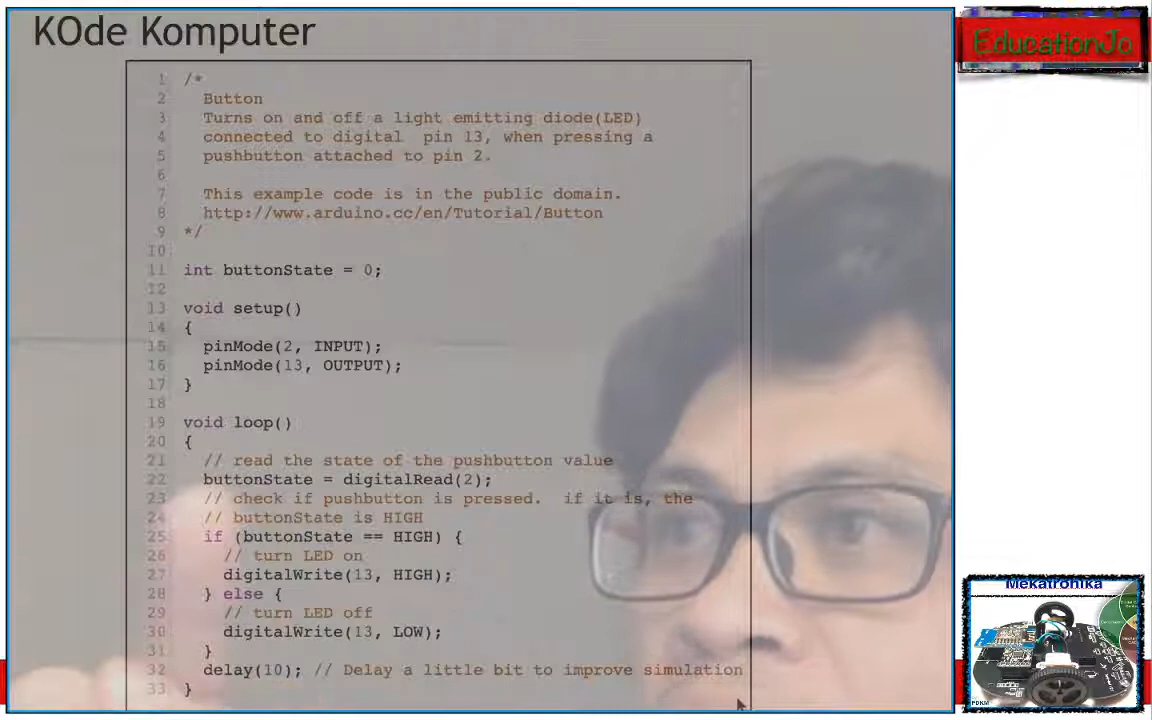 KOde Komputer
EducationJo
1 /*
2 Button
3 Turns on and off a light emitting diode(LED)
4 connected to digital  pin 13, when pressing a
5 pushbutton attached to pin 2.
6
7 This example code is in the public domain.
8 http://www.arduino.cc/en/Tutorial/Button
9 */
10
11 int buttonState = 0;
12
13 void setup()
14 {
15 pinMode(2, INPUT);
16 pinMode(13, OUTPUT);
17 }
18
19 void loop()
20 {
21 // read the state of the pushbutton value
22 buttonState = digitalRead(2);
23 // check if pushbutton is pressed.  if it is, the
24 // buttonState is HIGH
25 if (buttonState == HIGH) {
26 // turn LED on
27 digitalWrite(13, HIGH);
28 } else {
29 // turn LED off
30 digitalWrite(13, LOW);
31 }
32 delay(10); // Delay a little bit to improve simulation
33 }
Mekatronika